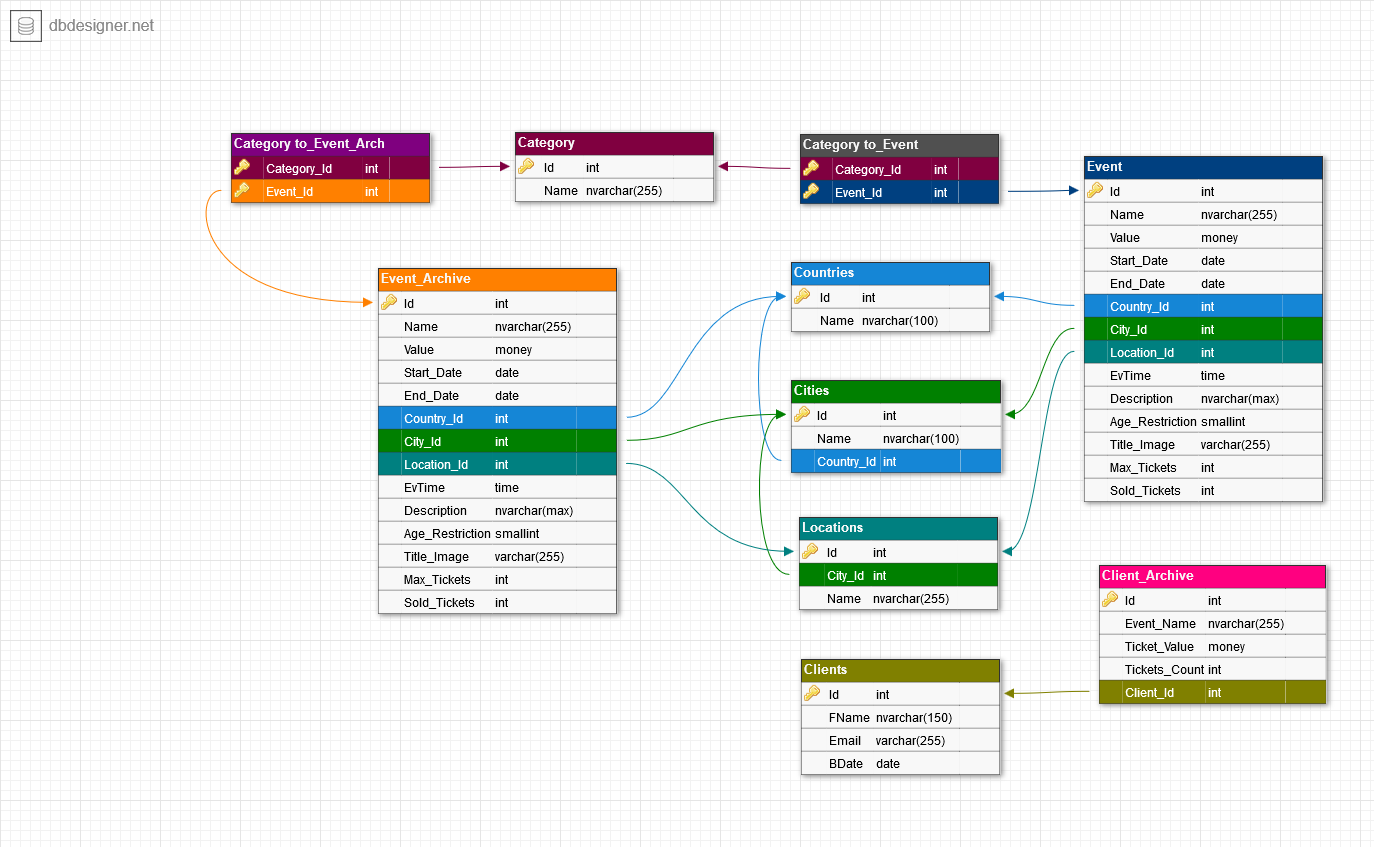 dbdesigner.net
Category to_Event_Arch
Category_Id int
Event_Id int
Category
Id int
Name nvarchar(255)
Category to_Event
Category_Id int
Event_Id int
Event
Id int
Name nvarchar(255)
Value money
Start_Date date
End_Date date
Country_Id int
City_Id int
Location_Id int
EvTime time
Description nvarchar(max)
Age_Restriction smallint
Title_Image varchar(255)
Max_Tickets int
Sold_Tickets int
Event_Archive
Id int
Name nvarchar(255)
Value money
Start_Date date
End_Date date
Country_Id int
City_Id int
Location_Id int
EvTime time
Description nvarchar(max)
Age_Restriction smallint
Title_Image varchar(255)
Max_Tickets int
Sold_Tickets int
Countries
Id int
Name nvarchar(100)
Cities
Id int
Name nvarchar(100)
Country_Id int
Locations
Id int
City_Id int
Name nvarchar(255)
Clients
Id int
FName nvarchar(150)
Email varchar(255)
BDate date
Client_Archive
Id int
Event_Name nvarchar(255)
Ticket_Value money
Tickets_Count int
Client_Id int